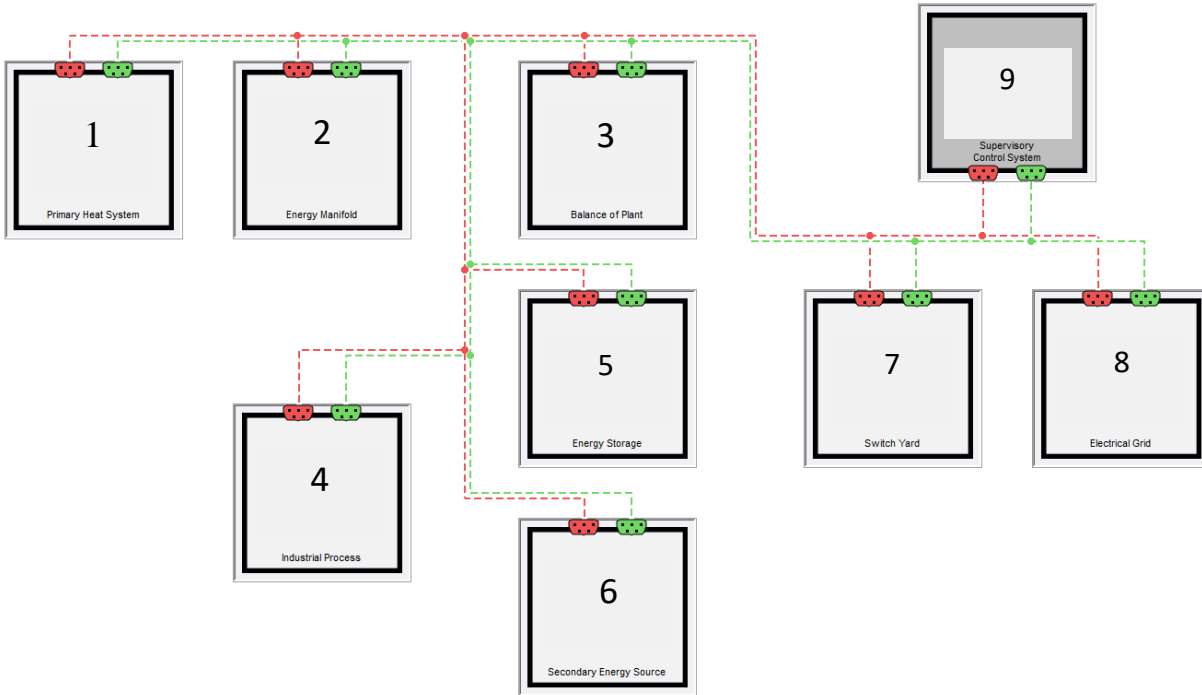 1
Primary Heat System
2
Energy Manifold
3
Balance of Plant
9
Supervisory
Control System
5
Energy Storage
7
Switch Yard
8
Electrical Grid
4
Industrial Process
6
Secondary Energy Source